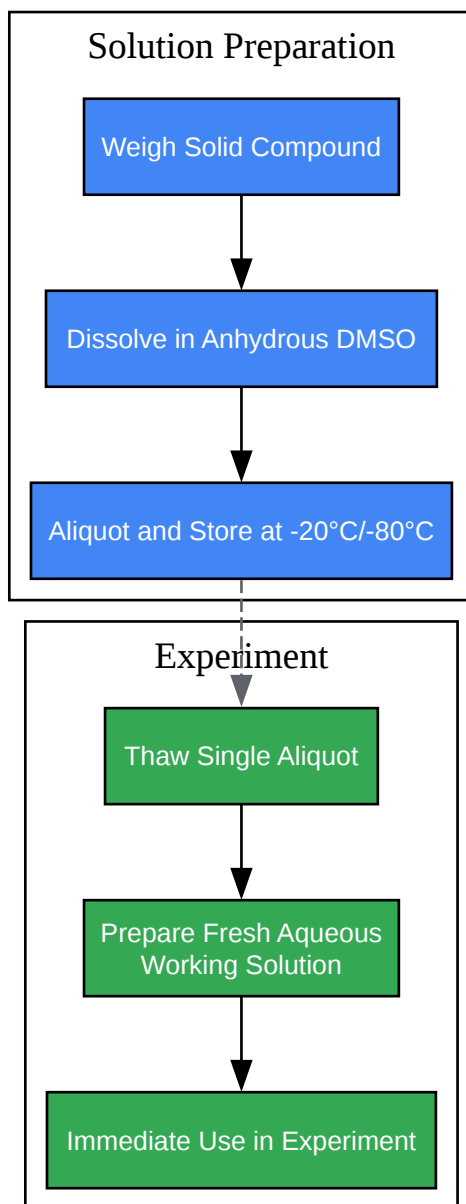 Solution Preparation
Weigh Solid Compound
Dissolve in Anhydrous DMSO
Aliquot and Store at -20°C/-80°C
Experiment
Thaw Single Aliquot
Prepare Fresh Aqueous
Working Solution
Immediate Use in Experiment